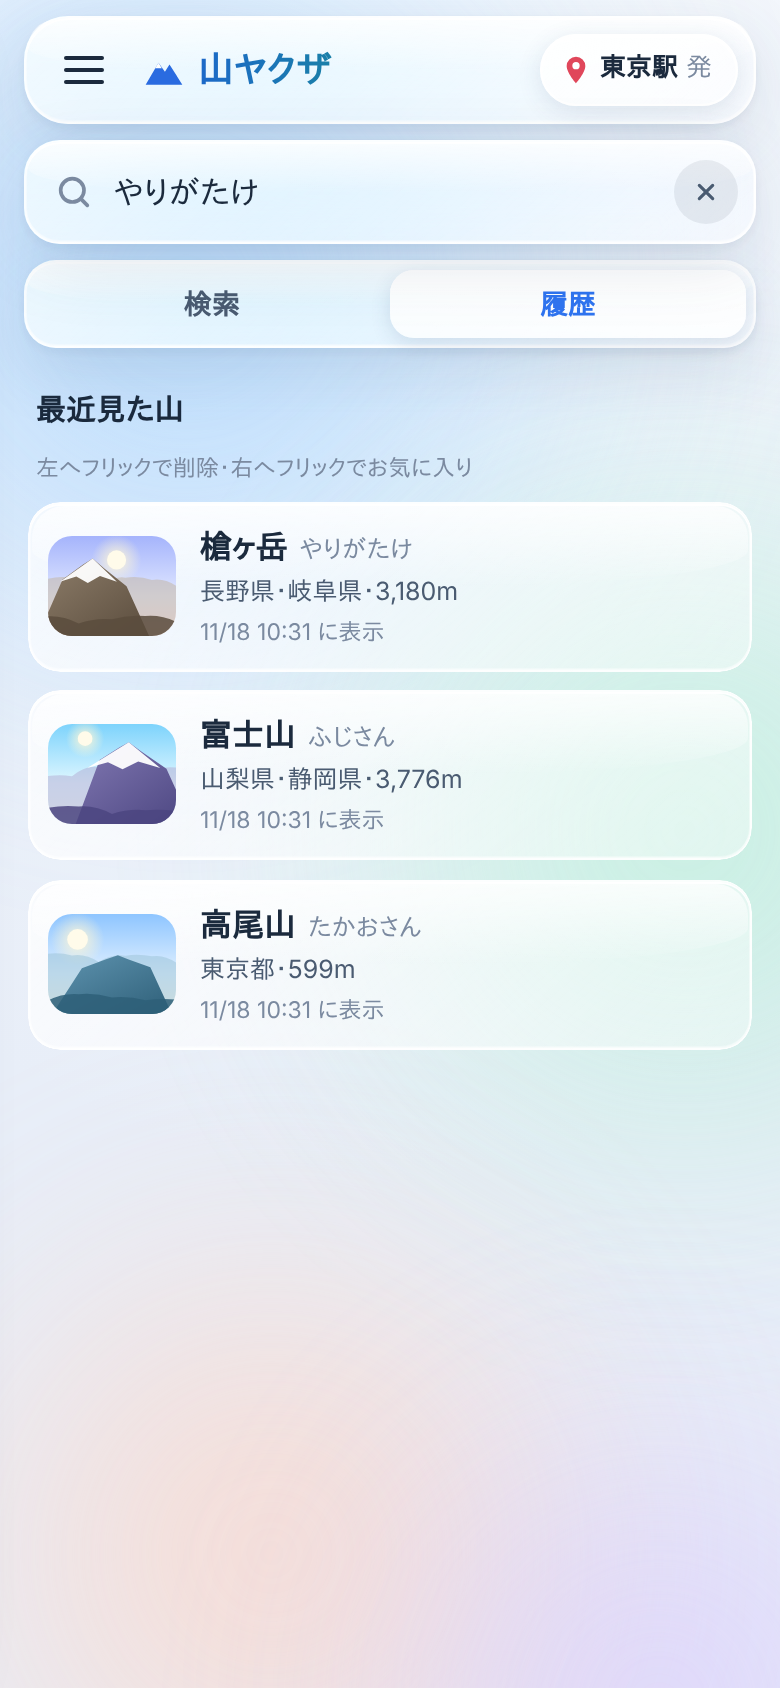 山ヤクザ
東京駅 発
やりがたけ
検索 履歴
最近見た山
左へフリックで削除·右へフリックでお気に入り
槍ヶ岳 やりがたけ
長野県·岐阜県·3,180m
11/18 10:31 に表示
富士山 ふじさん
山梨県·静岡県·3,776m
11/18 10:31 に表示
高尾山 たかおさん
東京都·599m
11/18 10:31 に表示